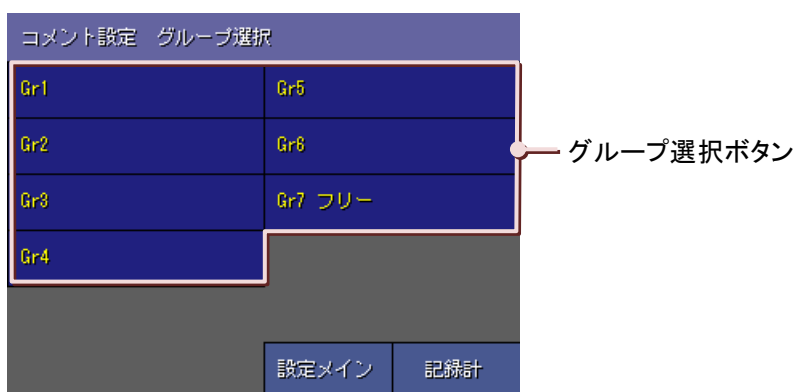 コメント設定 グループ選択
Gr1
Gr5
Gr2
Gr6
グループ選択ボタン
Gr3
Gr7 フリー
Gr4
設定メイン
記録計